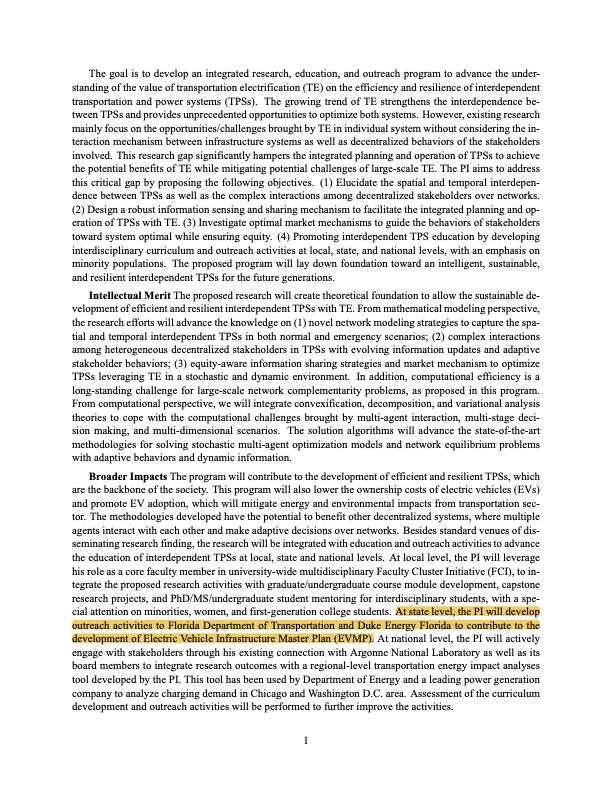 The goal is to develop an integrated research, education, and outreach program to advance the under-
standing of the value of transportation electrification (TE) on the efficiency and resilience of interdependent
transportation and power systems (TPSs). The growing trend of TE strengthens the interdependence be-
tween TPSs and provides unprecedented opportunities to optimize both systems. However, existing research
mainly focus on the opportunities/challenges brought by TE in individual system without considering the in-
teraction mechanism between infrastructure systems as well as decentralized behaviors of the stakeholders
involved. This research gap significantly hampers the integrated planning and operation of TPSs to achieve
the potential benefits of TE while mitigating potential challenges of large-scale TE. The PI aims to address
this critical gap by proposing the following objectives. (1) Elucidate the spatial and temporal interdepen-
dence between TPSs as well as the complex interactions among decentralized stakeholders over networks.
(2) Design a robust information sensing and sharing mechanism to facilitate the integrated planning and op-
eration of TPSs with TE. (3) Investigate optimal market mechanisms to guide the behaviors of stakeholders
toward system optimal while ensuring equity. (4) Promoting interdependent TPS education by developing
interdisciplinary curriculum and outreach activities at local, state, and national levels, with an emphasis on
minority populations. The proposed program will lay down foundation toward an intelligent, sustainable,
and resilient interdependent TPSs for the future generations.
Intellectual Merit The proposed research will create theoretical foundation to allow the sustainable de-
velopment of efficient and resilient interdependent TPSs with TE. From mathematical modeling perspective,
the research efforts will advance the knowledge on (1) novel network modeling strategies to capture the spa-
tial and temporal interdependent TPSs in both normal and emergency scenarios; (2) complex interactions
among heterogeneous decentralized stakeholders in TPSs with evolving information updates and adaptive
stakeholder behaviors; (3) equity-aware information sharing strategies and market mechanism to optimize
TPSs leveraging TE in a stochastic and dynamic environment. In addition, computational efficiency is a
long-standing challenge for large-scale network complementarity problems, as proposed in this program.
From computational perspective, we will integrate convexification, decomposition, and variational analysis
theories to cope with the computational challenges brought by multi-agent interaction, multi-stage deci-
sion making, and multi-dimensional scenarios. The solution algorithms will advance the state-of-the-art
methodologies for solving stochastic multi-agent optimization models and network equilibrium problems
with adaptive behaviors and dynamic information.
Broader Impacts The program will contribute to the development of efficient and resilient TPSs, which
are the backbone of the society. This program will also lower the ownership costs of electric vehicles (EVs)
and promote EV adoption, which will mitigate energy and environmental impacts from transportation sec-
tor. The methodologies developed have the potential to benefit other decentralized systems, where multiple
agents interact with each other and make adaptive decisions over networks. Besides standard venues of dis-
seminating research finding, the research will be integrated with education and outreach activities to advance
the education of interdependent TPSs at local, state and national levels. At local level, the PI will leverage
his role as a core faculty member in university-wide multidisciplinary Faculty Cluster Initiative (FCI), to in-
tegrate the proposed research activities with graduate/undergraduate course module development, capstone
research projects, and PhD/MS/undergraduate student mentoring for interdisciplinary students, with a spe-
cial attention on minorities, women, and first-generation college students. At state level, the PI will develop
outreach activities to Florida Department of Transportation and Duke Energy Florida to contribute to the
development of Electric Vehicle Infrastructure Master Plan (EVMP). At national level, the PI will actively
engage with stakeholders through his existing connection with Argonne National Laboratory as well as its
board members to integrate research outcomes with a regional-level transportation energy impact analyses
tool developed by the PI. This tool has been used by Department of Energy and a leading power generation
company to analyze charging demand in Chicago and Washington D.C. area. Assessment of the curriculum
development and outreach activities will be performed to further improve the activities.
1